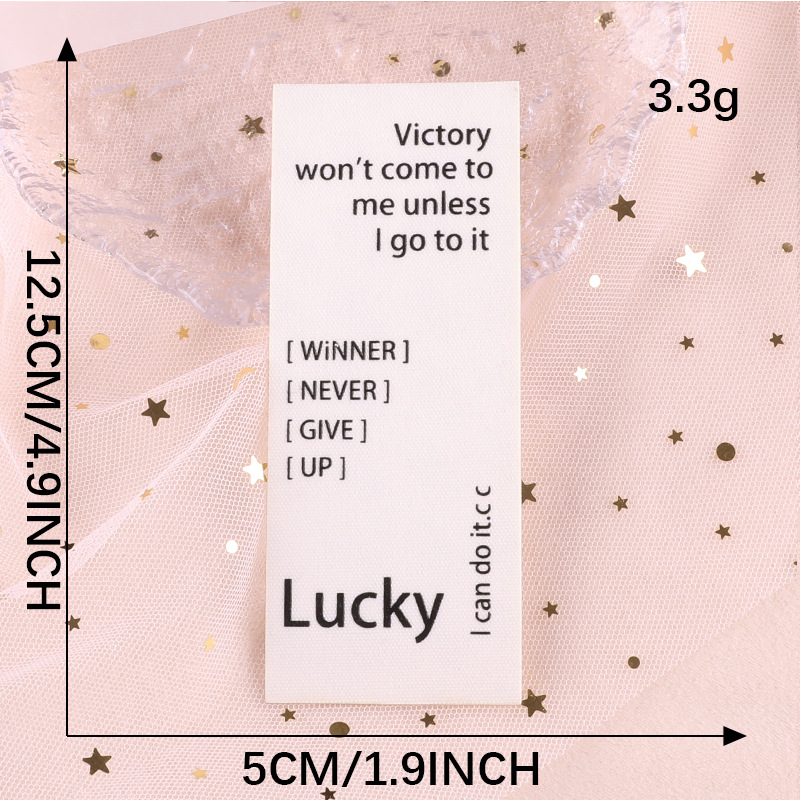 3.3g
Victory
won't come to
me unless
I go to it
[ WiNNER ]
[ NEVER ]
[ GIVE ]
[ UP ]
I can do it.c c
Lucky
12.5CM/4.9INCH
5CM/1.9INCH